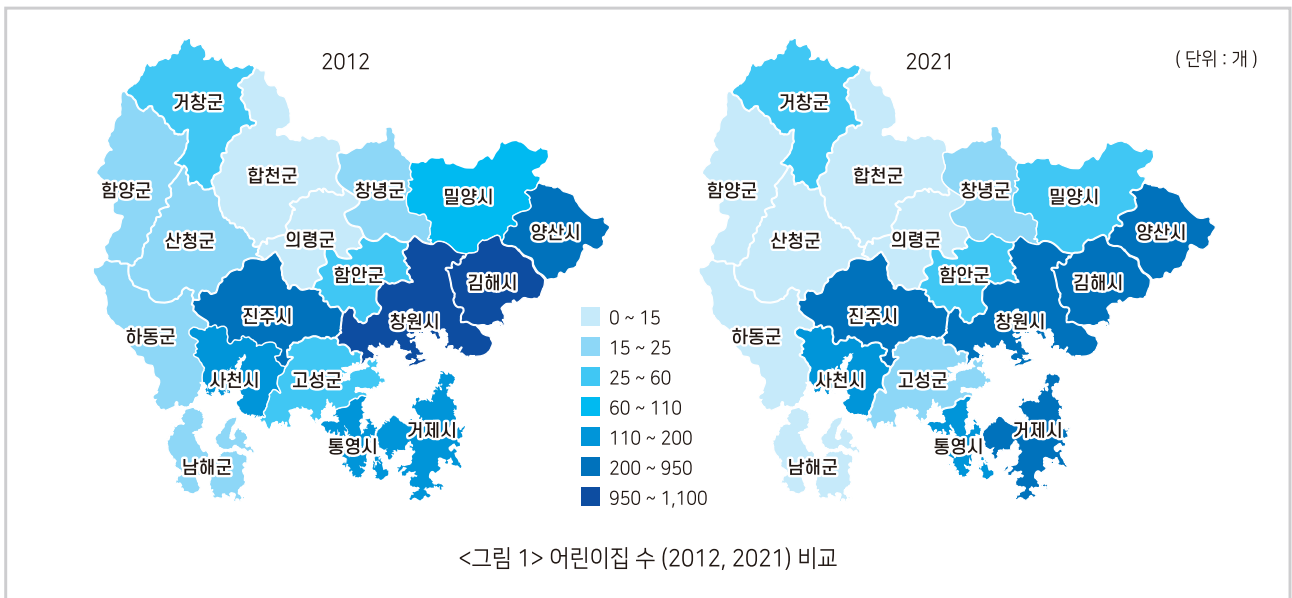 2012
거창군
합천군
함양군
창녕군
밀양시
산청군
의령군
양산시
함안군
김해시
진주시
창원시
하동군
사천시
고성군
통영시
거제시
남해군
0 ~ 15
15 ~ 25
25 ~ 60
60 ~ 110
110 ~ 200
200 ~ 950
950 ~ 1,100
2021
( 단위 : 개 )
거창군
합천군
함양군
창녕군
밀양시
산청군
의령군
양산시
함안군
김해시
진주시
창원시
하동군
사천시
고성군
통영시
거제시
남해군
<그림 1> 어린이집 수 (2012, 2021) 비교